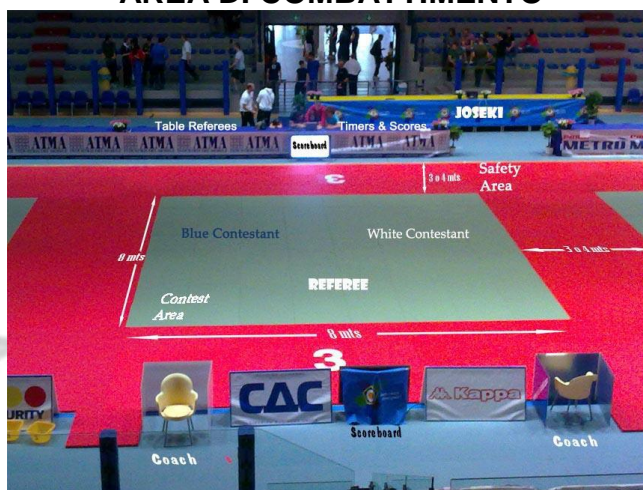 AREA DI COMBATTIMENTO
JOSEKI
Table Referees
Timers & Scores
ATMA ATMA ATMA
Scoreboard
ATMA ATMA ATMA
METRO M
3
3 o 4 mts
Safety
Area
Blue Contestant
White Contestant
8 mts
3 o 4 mts
REFEREE
Contest
Area
8 mts
3
URITY
CAC
Kappa
Scoreboard
Coach
Coach